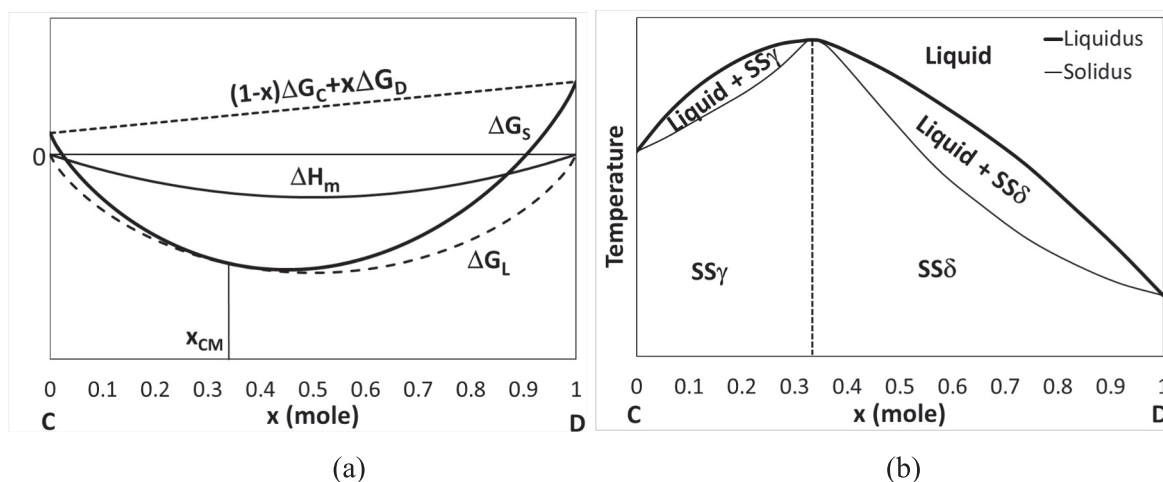 (1-x)ΔG_C+xΔG_D
ΔG_S
0
ΔH_m
ΔG_L
x_CM
0 0.1 0.2 0.3 0.4 0.5 0.6 0.7 0.8 0.9 1
C x (mole) D
(a)
Liquid
Liquidus
Solidus
Liquid + SSγ
Liquid + SSδ
Temperature
SSγ
SSδ
0 0.1 0.2 0.3 0.4 0.5 0.6 0.7 0.8 0.9 1
C x (mole) D
(b)